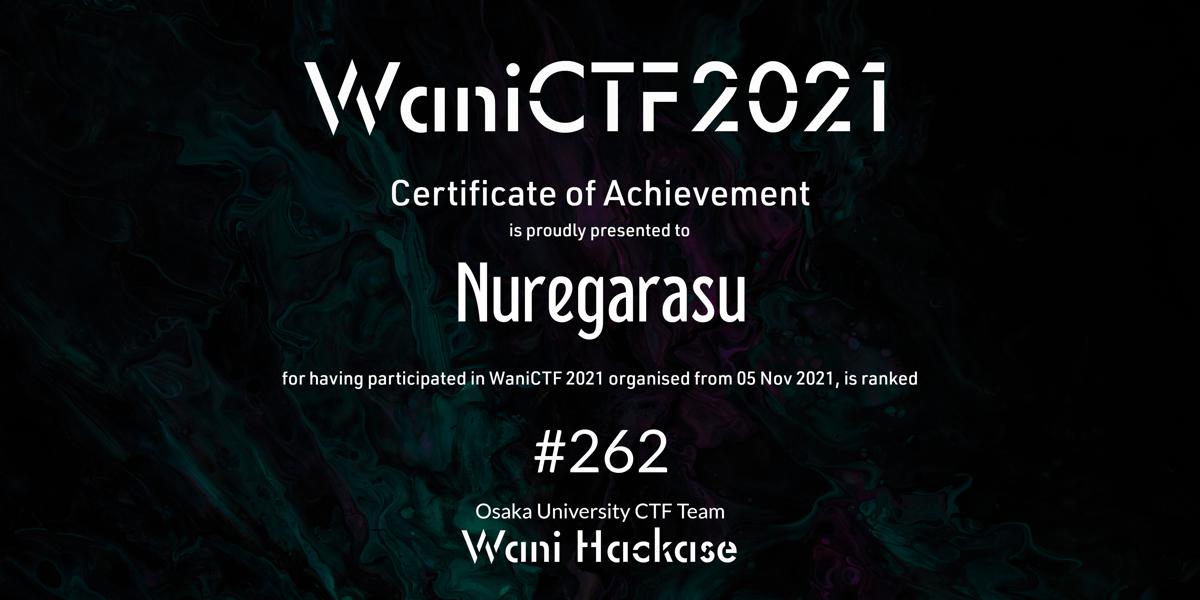 WaniCTF2021
Certificate of Achievement
is proudly presented to
Nuregarasu
for having participated in WaniCTF 2021 organised from 05 Nov 2021, is ranked
#262
Osaka University CTF Team
Wani Hackase